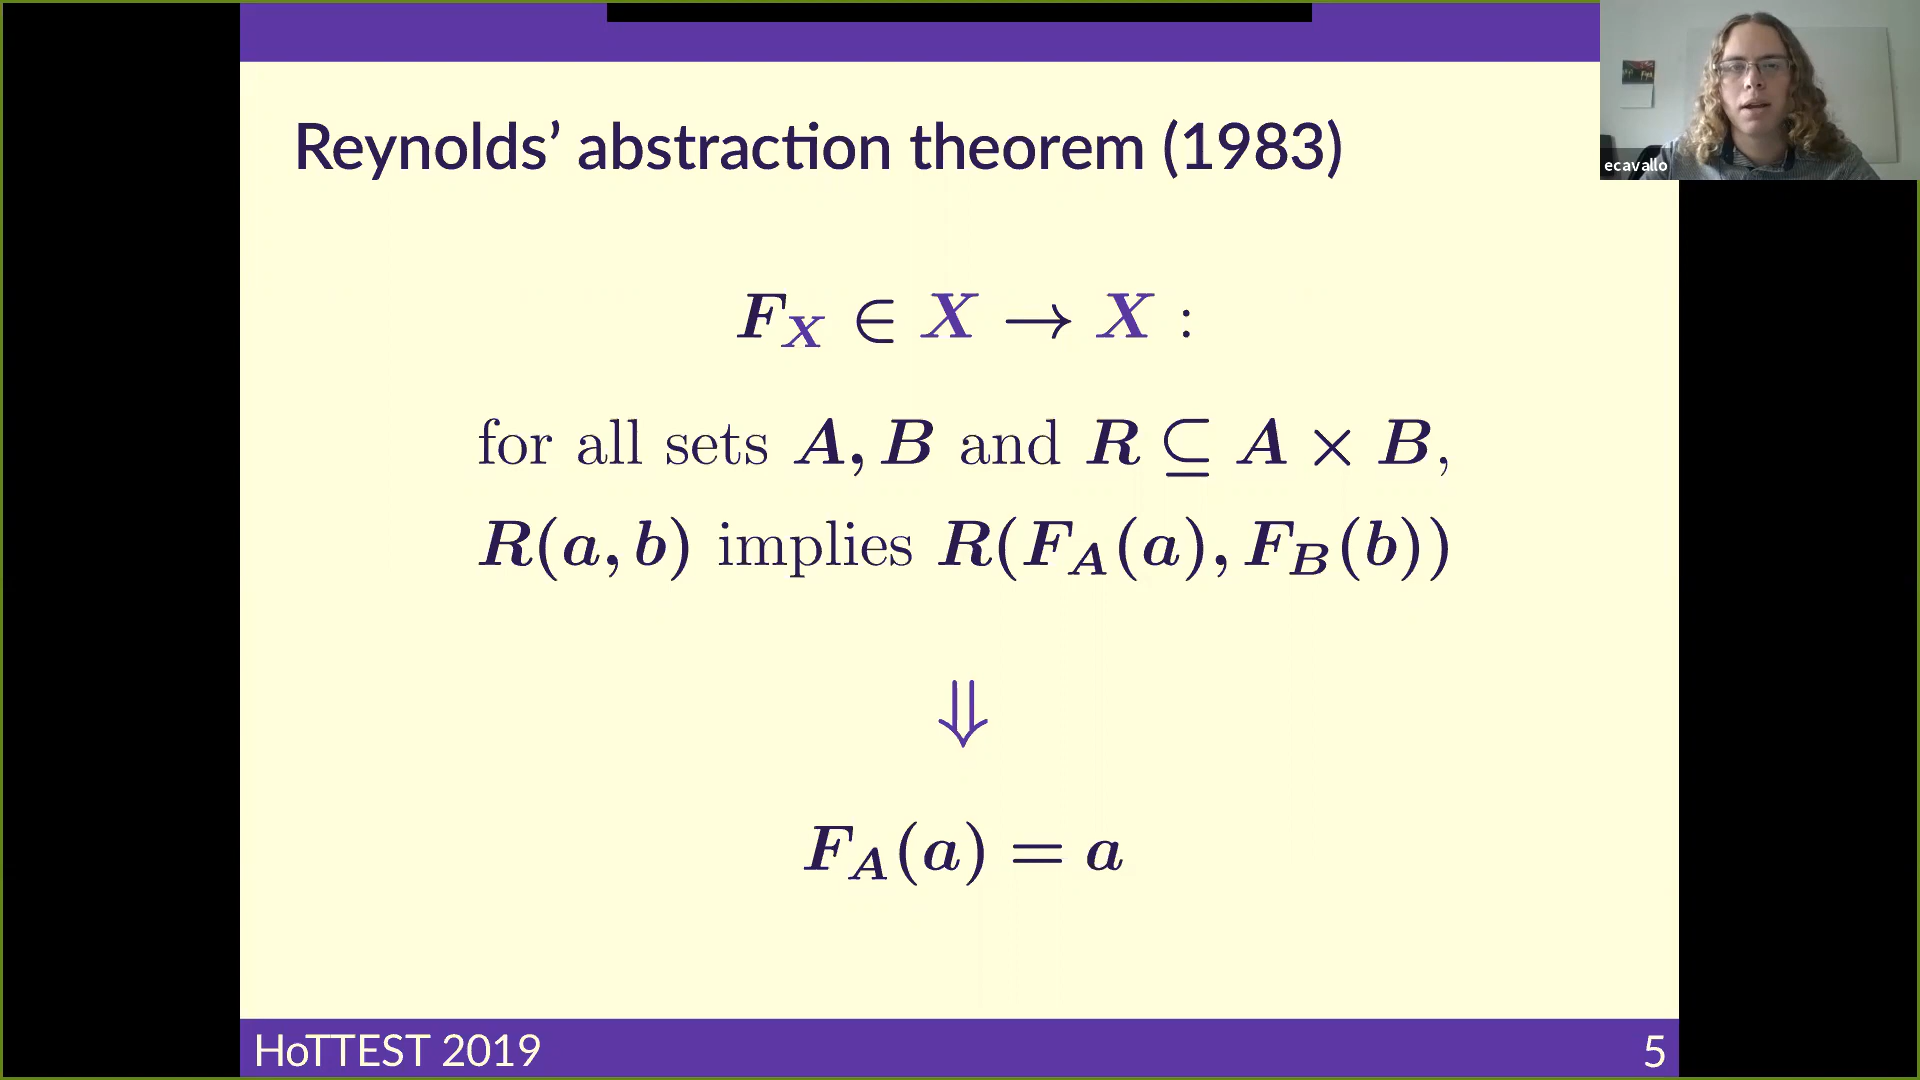 Reynolds’ abstraction theorem (1983)
ecavallo
F_X ∈ X → X :
for all sets A, B and R ⊆ A × B,
R(a, b) implies R(F_A(a), F_B(b))
⇓
F_A(a) = a
HoTTEST 2019
5